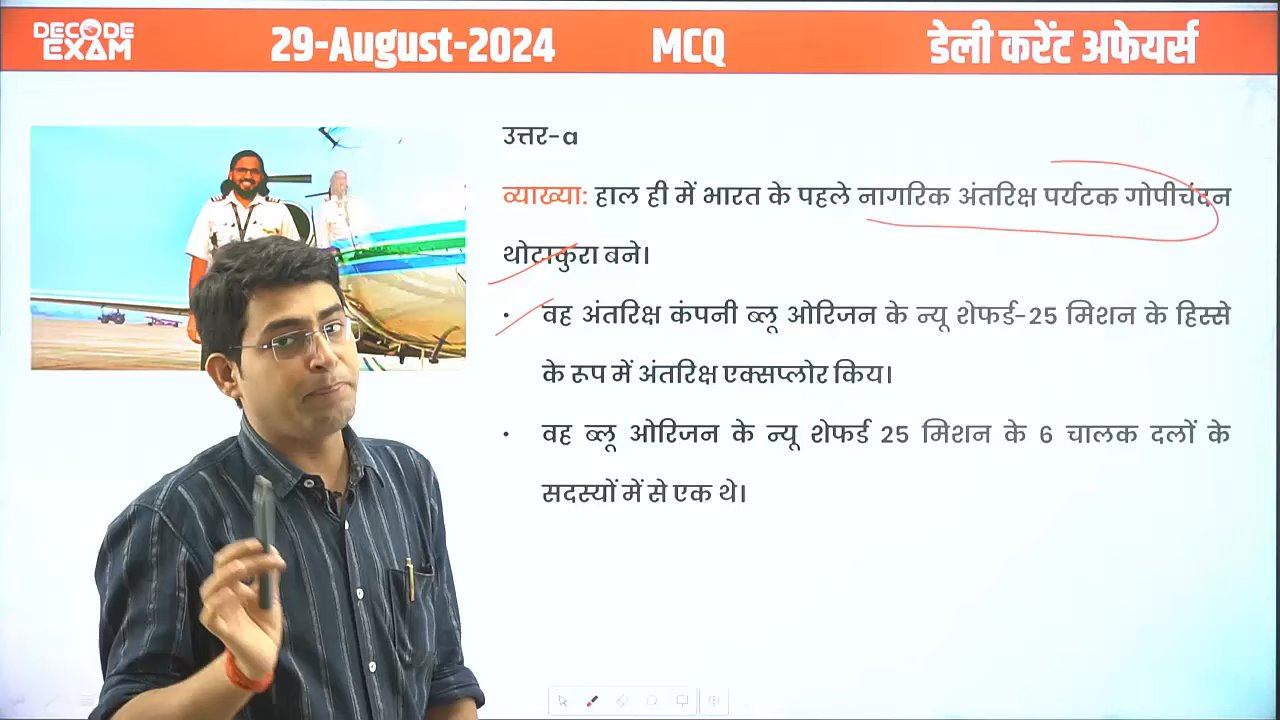 DECODE EXAM
29-August-2024 MCQ डेली करेंट अफेयर्स
उत्तर-a
व्याख्या: हाल ही में भारत के पहले नागरिक अंतरिक्ष पर्यटक गोपीचंदन
थोटाकुरा बने।
• वह अंतरिक्ष कंपनी ब्लू ओरिजन के न्यू शेफर्ड-25 मिशन के हिस्से
के रूप में अंतरिक्ष एक्सप्लोर किय।
• वह ब्लू ओरिजन के न्यू शेफर्ड 25 मिशन के 6 चालक दलों के
सदस्यों में से एक थे।